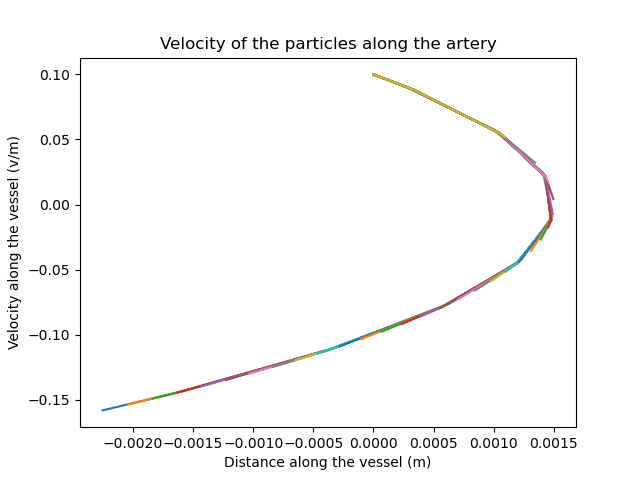 Velocity of the particles along the artery
0.10
0.05
0.00
−0.05
−0.10
−0.15
Velocity along the vessel (v/m)
−0.0020 −0.0015 −0.0010 −0.0005 0.0000 0.0005 0.0010 0.0015
Distance along the vessel (m)